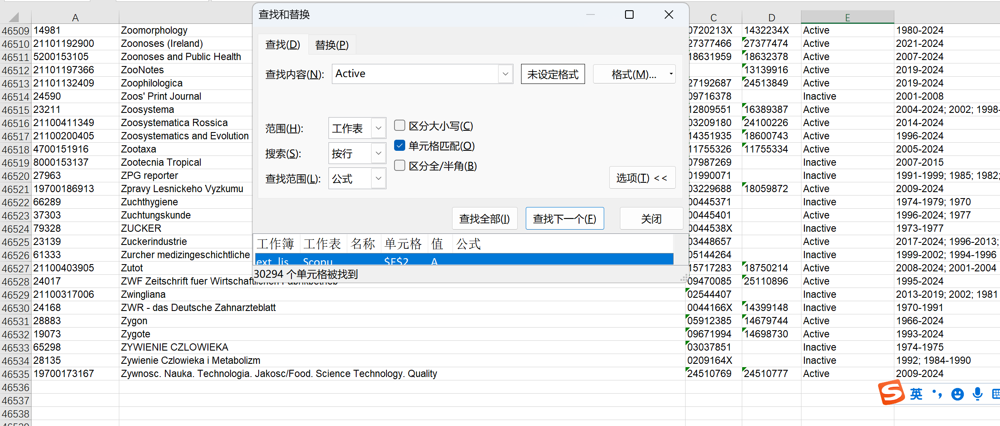 查找和替换
A C D E
46509 14981 Zoomorphology 0720213X 1432234X Active 1980-2024
查找(D) 替换(P)
46510 21101192900 Zoonoses (Ireland) 27377466 27377474 Active 2021-2024
46511 5200153105 Zoonoses and Public Health 18631959 18632378 Active 2007-2024
查找内容(N): Active 未设定格式 格式(M)...
46512 21101197366 ZooNotes 13139916 Active 2019-2024
46513 21101132409 Zoophilologica 27192687 24513849 Active 2019-2024
46514 24590 Zoos' Print Journal 09716378 Inactive 2001-2008
46515 23211 Zoosystema 12809551 16389387 Active 2004-2024; 2002; 1998-
46516 21100411349 Zoosystematica Rossica 03209180 24100226 Active 2014-2024
范围(H): 工作表 区分大小写(C)
46517 21100200405 Zoosystematics and Evolution 14351935 18600743 Active 1996-2024
单元格匹配(O)
46518 4700151916 Zootaxa 11755326 11755334 Active 2005-2024
搜索(S): 按行
46519 8000153137 Zootecnia Tropical 07987269 Inactive 2007-2015
区分全/半角(B)
46520 27963 ZPG reporter 01990071 Inactive 1991-1999; 1985; 1982;
查找范围(L): 公式 选项(T) <<
46521 19700186913 Zpravy Lesnickeho Vyzkumu 03229688 18059872 Active 2009-2024
46522 66289 Zuchthygiene 00445371 Inactive 1974-1979; 1970
46523 37303 Zuchtungskunde 00445401 Active 1996-2024; 1977
查找全部(I) 查找下一个(F) 关闭
46524 79328 ZUCKER 0044538X Inactive 1973-1977
46525 23139 Zuckerindustrie 03448657 Active 2017-2024; 1996-2013;
工作簿 工作表 名称 单元格 值 公式
46526 61333 Zurcher medizingeschichtliche 05144264 Inactive 1999-2002; 1994-1996
ext_lis Scopu $E$2 A
46527 21100403905 Zutot 15717283 18750214 Active 2008-2024; 2001-2004
30294 个单元格被找到
46528 24017 ZWF Zeitschrift fuer Wirtschaftlichen Fabrikbetrieb 09470085 25110896 Active 1995-2024
46529 21100317006 Zwingliana 02544407 Inactive 2013-2019; 2002; 1981
46530 24168 ZWR - das Deutsche Zahnarzteblatt 0044166X 14399148 Inactive 1970-1991
46531 28883 Zygon 05912385 14679744 Active 1966-2024
46532 19073 Zygote 09671994 14698730 Active 1993-2024
46533 65298 ZYWIENIE CZLOWIEKA 03037851 Inactive 1974-1975
46534 28135 Zywienie Czlowieka i Metabolizm 0209164X Inactive 1992; 1984-1990
46535 19700173167 Zywnosc. Nauka. Technologia. Jakosc/Food. Science Technology. Quality 24510769 24510777 Active 2009-2024
46536
S 英
46537
46538